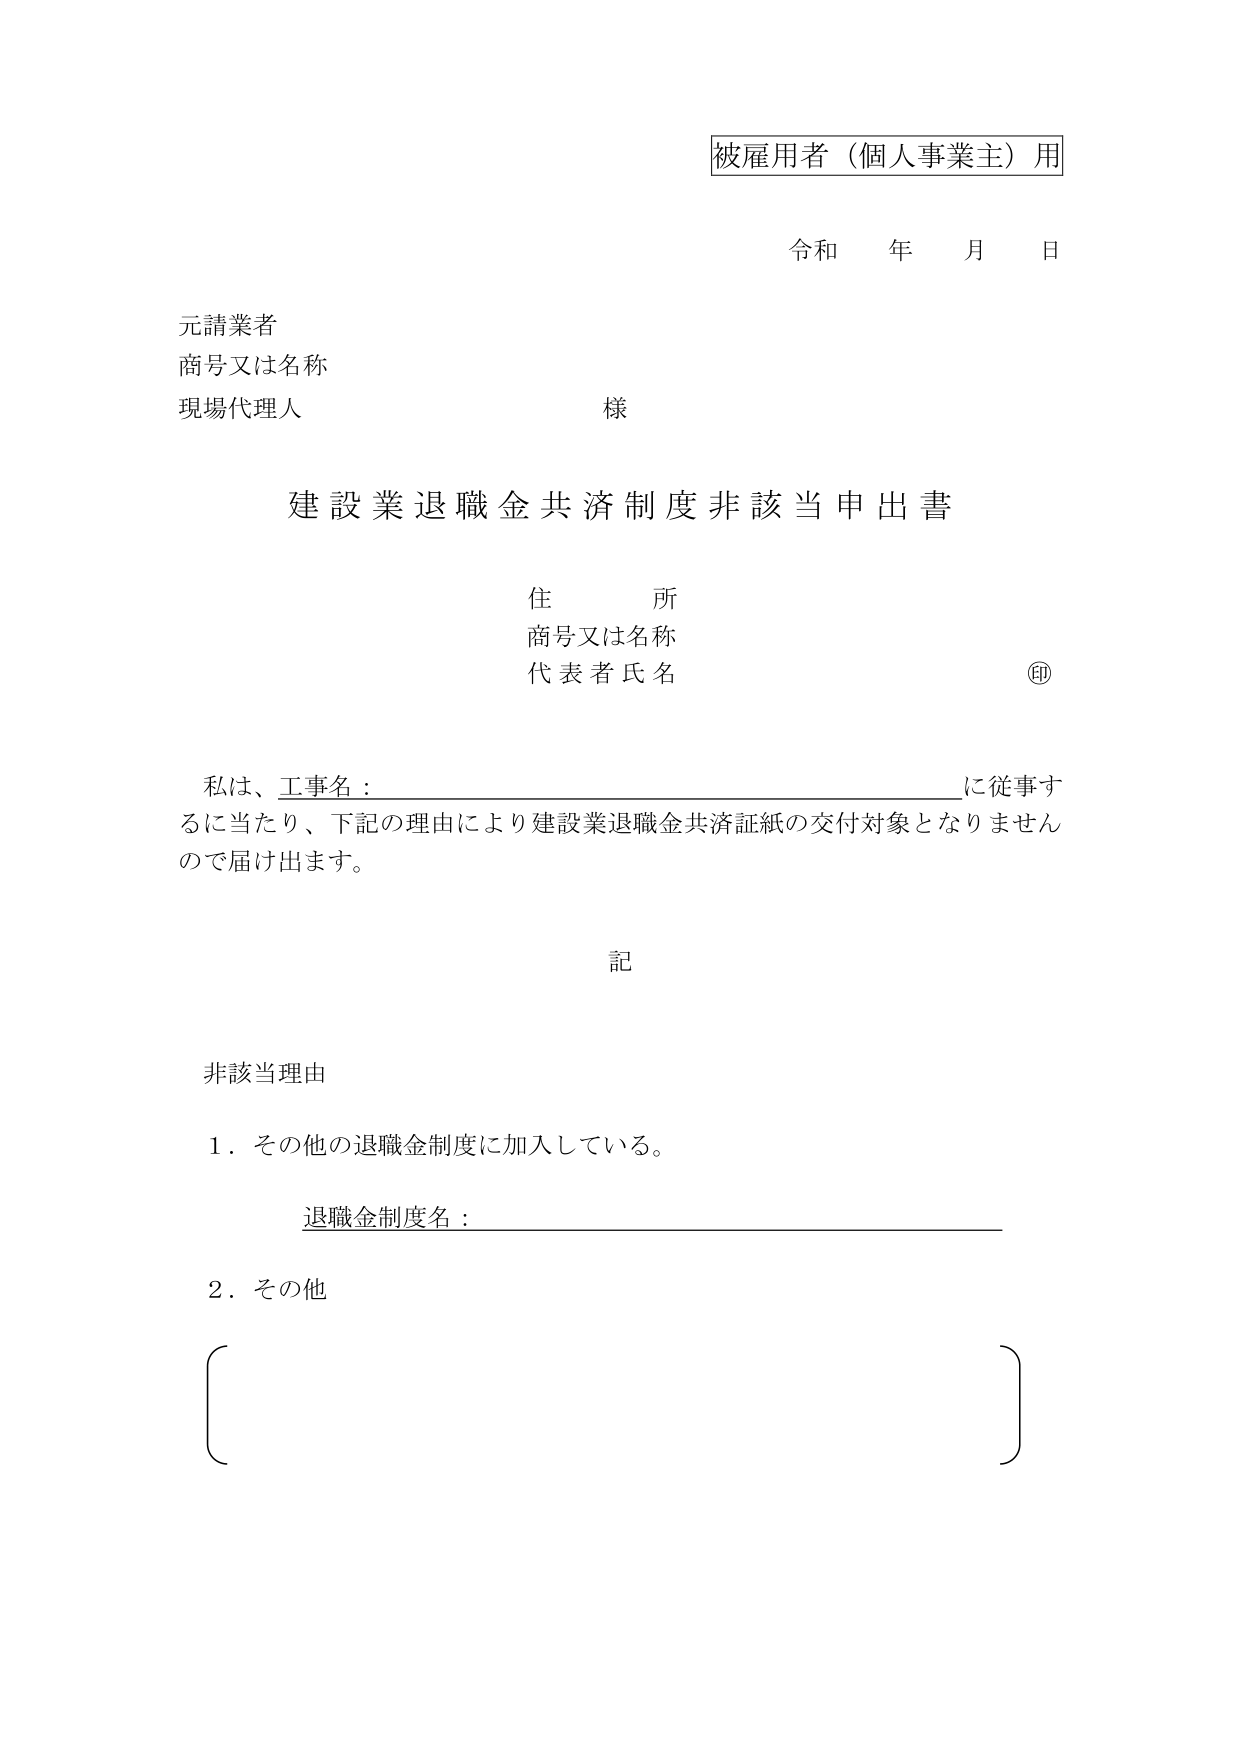 被雇用者（個人事業主）用
令和　　年　　月　　日
元請業者
商号又は名称
現場代理人　　　　　　　　　　　　様
建設業退職金共済制度非該当申出書
住　　　　所
商号又は名称
代表者氏名　　　　　　　　　　　　　　㊞
私は、工事名：　　　　　　　　　　　　　　　　　　　　　　　に従事す
るに当たり、下記の理由により建設業退職金共済証紙の交付対象となりません
ので届け出ます。
記
非該当理由
１．その他の退職金制度に加入している。
退職金制度名：
２．その他